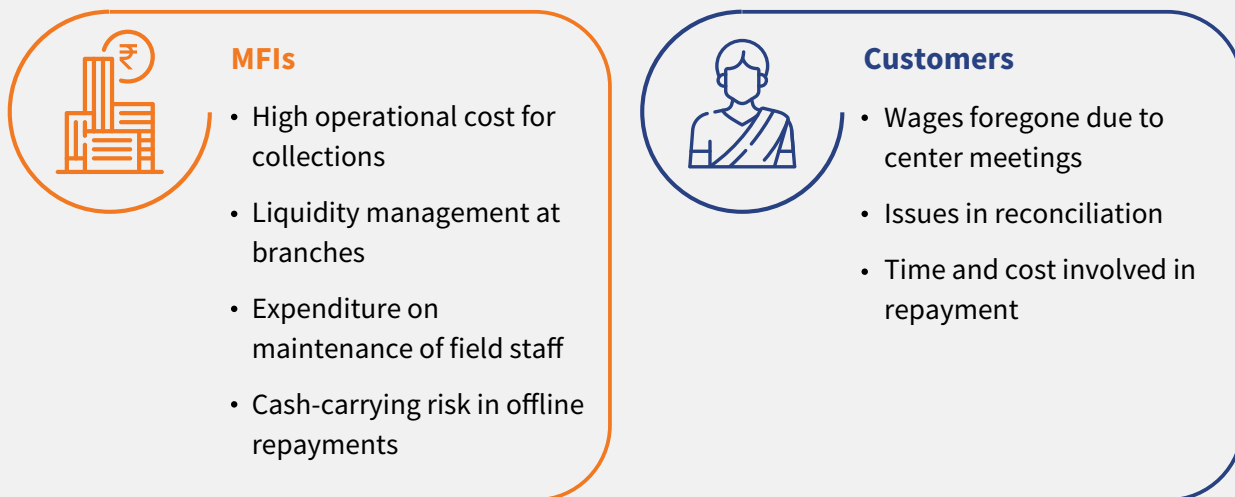 ₹
MFIs
• High operational cost for
collections
• Liquidity management at
branches
• Expenditure on
maintenance of field staff
• Cash-carrying risk in offline
repayments
Customers
• Wages foregone due to
center meetings
• Issues in reconciliation
• Time and cost involved in
repayment